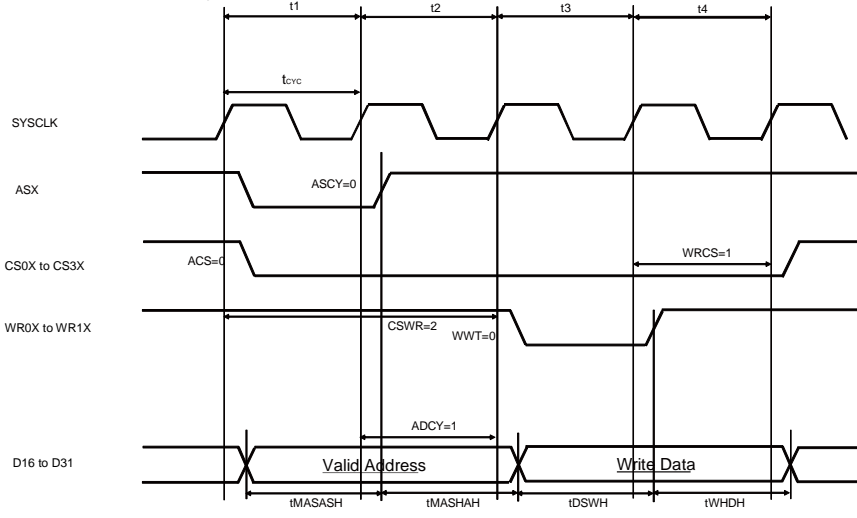 t1 t2 t3 t4
tCYC
SYSCLK
ASX
ASCY=0
CS0X to CS3X
ACS=0
WRCS=1
WR0X to WR1X
CSWR=2
WWT=0
ADCY=1
D16 to D31
Valid Address
Write Data
tMASASH tMASHAH tDSWH tWHDH